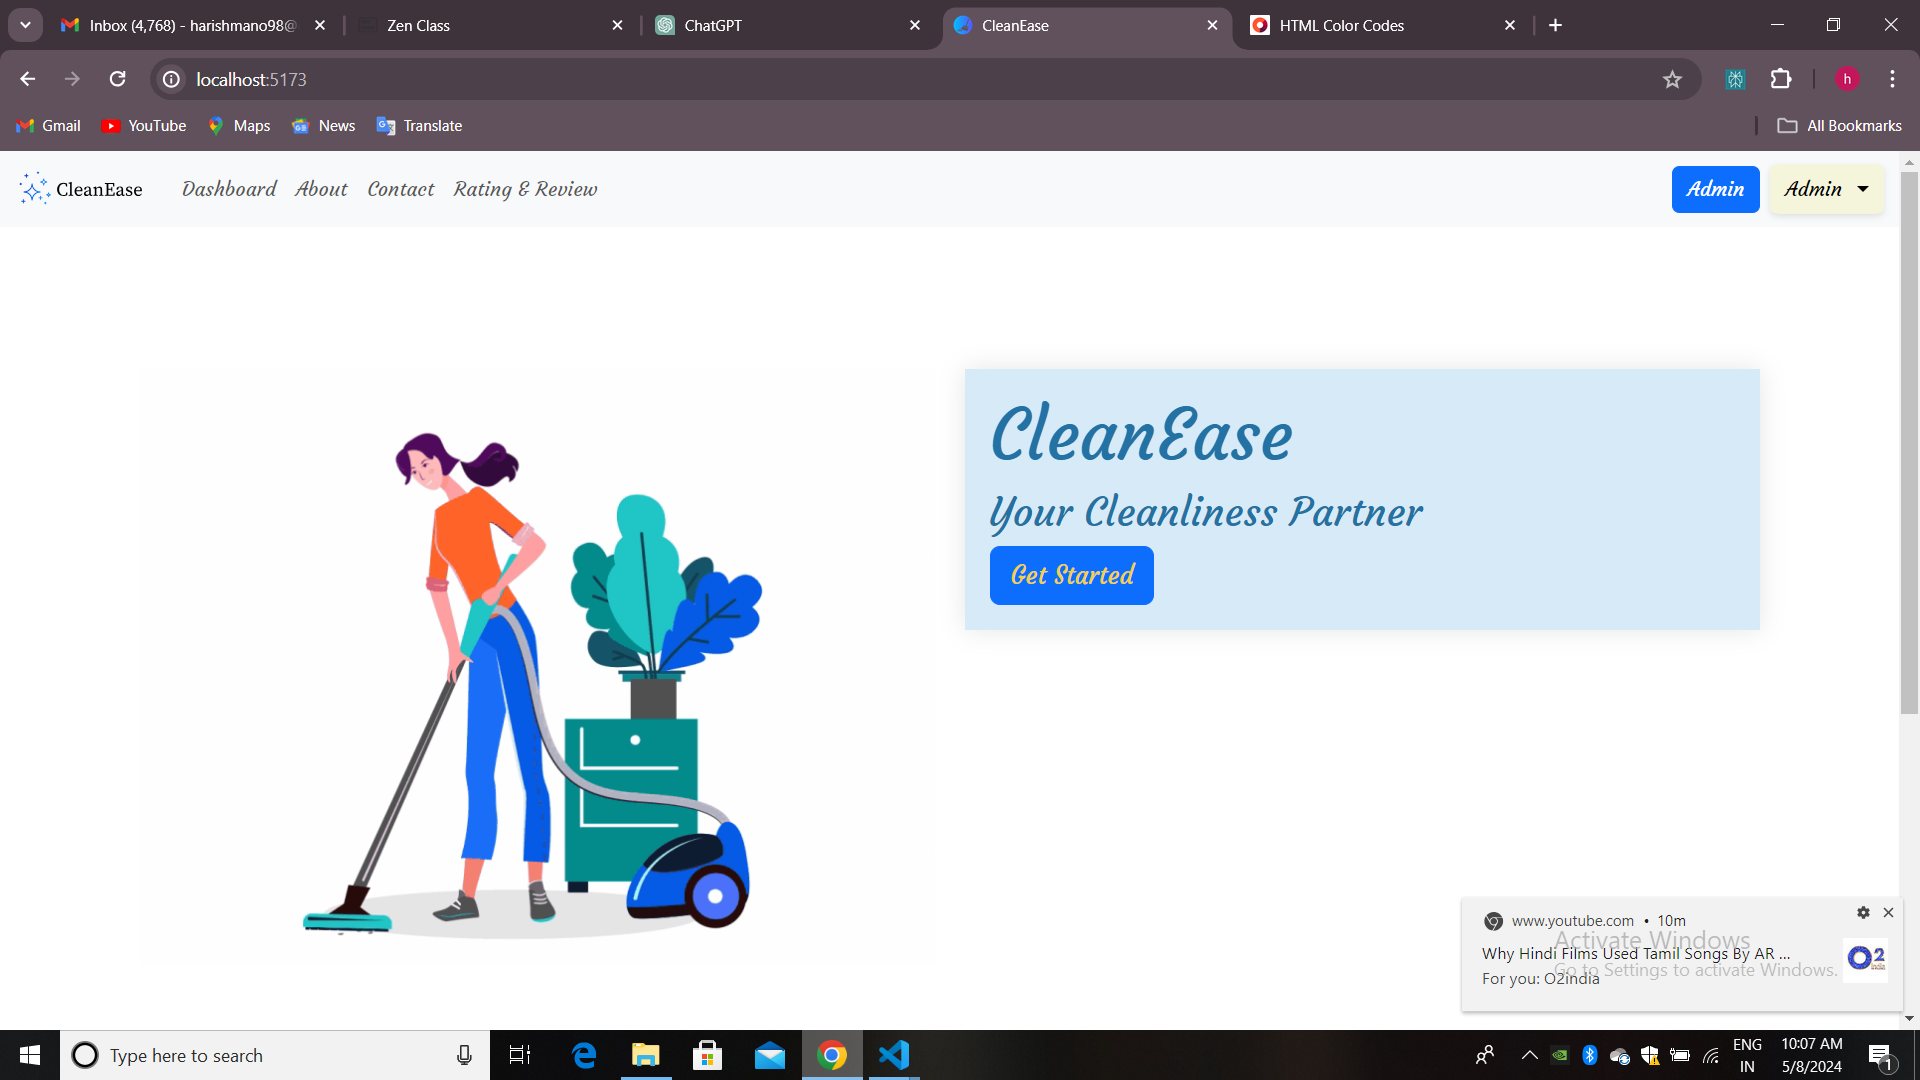 Inbox (4,768) - harishmano98@
Zen Class
ChatGPT
CleanEase
HTML Color Codes
localhost:5173
h
Gmail
YouTube
Maps
News
Translate
All Bookmarks
CleanEase
Dashboard
About
Contact
Rating & Review
Admin
Admin
CleanEase
Your Cleanliness Partner
Get Started
www.youtube.com • 10m
Activate Windows
Why Hindi Films Used Tamil Songs By AR ...
Go to Settings to activate Windows.
For you: O2india
O2
Type here to search
ENG
IN
10:07 AM
5/8/2024
1